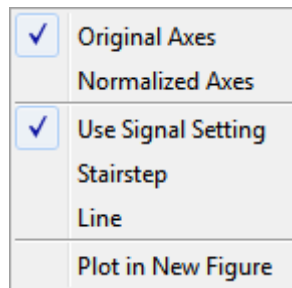 Original Axes
Normalized Axes
Use Signal Setting
Stairstep
Line
Plot in New Figure